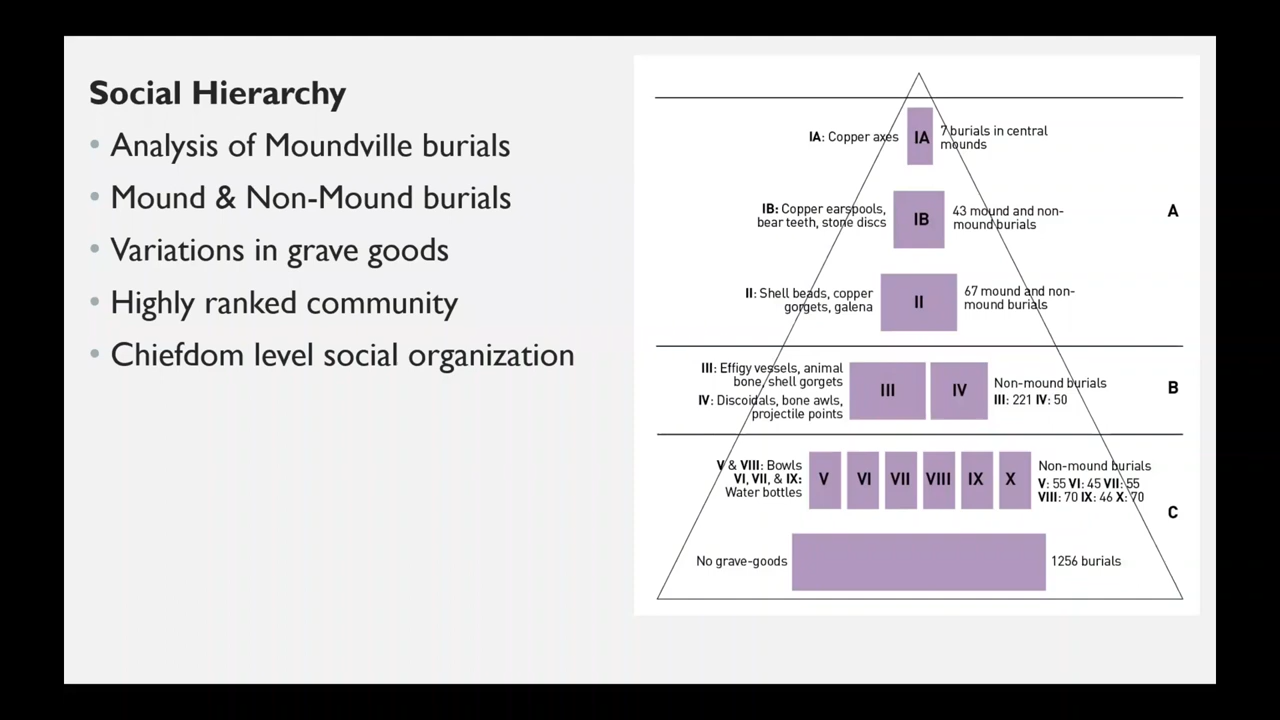 Social Hierarchy
• Analysis of Moundville burials
• Mound & Non-Mound burials
• Variations in grave goods
• Highly ranked community
• Chiefdom level social organization
IA: Copper axes
IA
7 burials in central
mounds
IB: Copper earspools,
bear teeth, stone discs
IB
43 mound and non-
mound burials
A
II: Shell beads, copper
gorgets, galena
II
67 mound and non-
mound burials
III: Effigy vessels, animal
bone, shell gorgets
IV: Discoidals, bone awls,
projectile points
III
IV
Non-mound burials
III: 221 IV: 50
B
V & VIII: Bowls
VI, VII, & IX:
Water bottles
V
VI
VII
VIII
IX
X
Non-mound burials
V: 55 VI: 45 VII: 55
VIII: 70 IX: 46 X: 70
C
No grave-goods
1256 burials